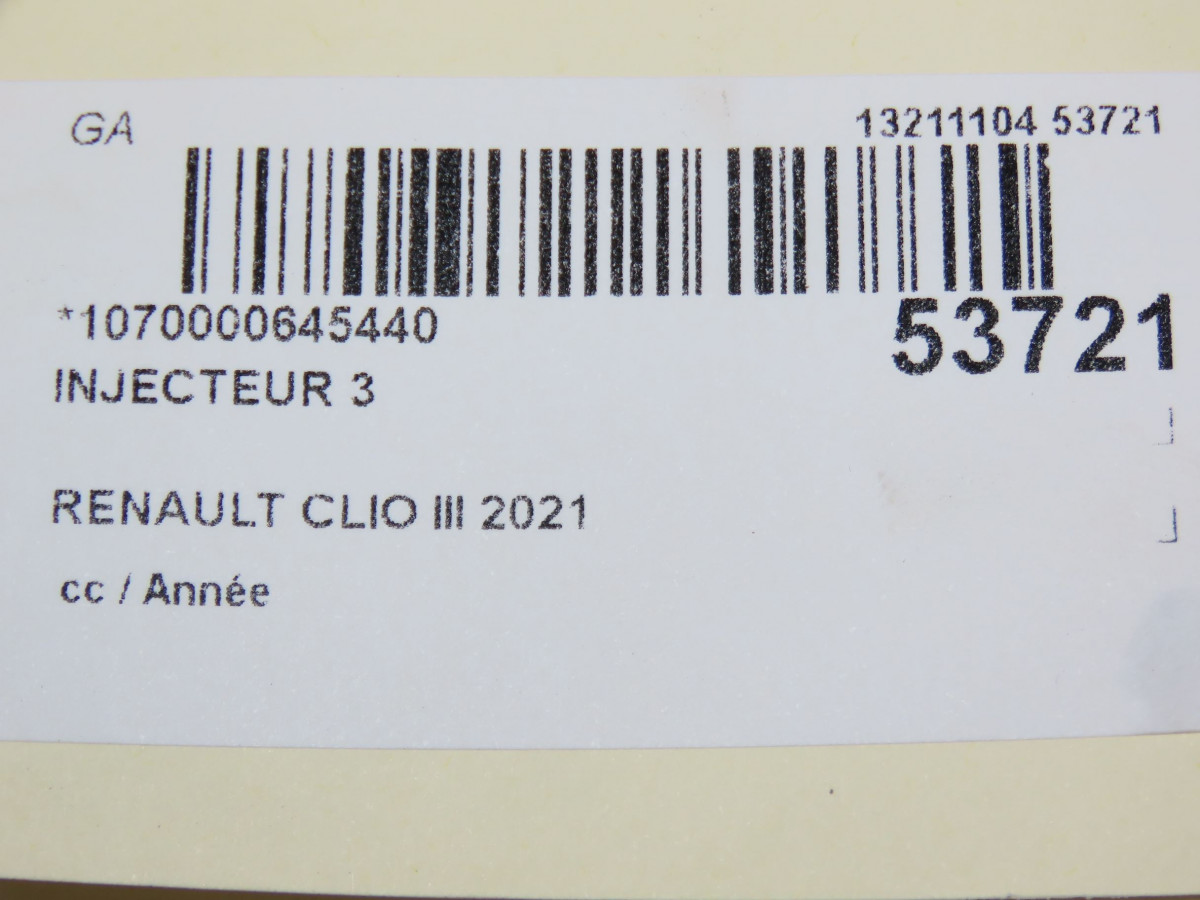 GA
13211104 53721
*1070000645440
53721
INJECTEUR 3
RENAULT CLIO III 2021
cc / Année